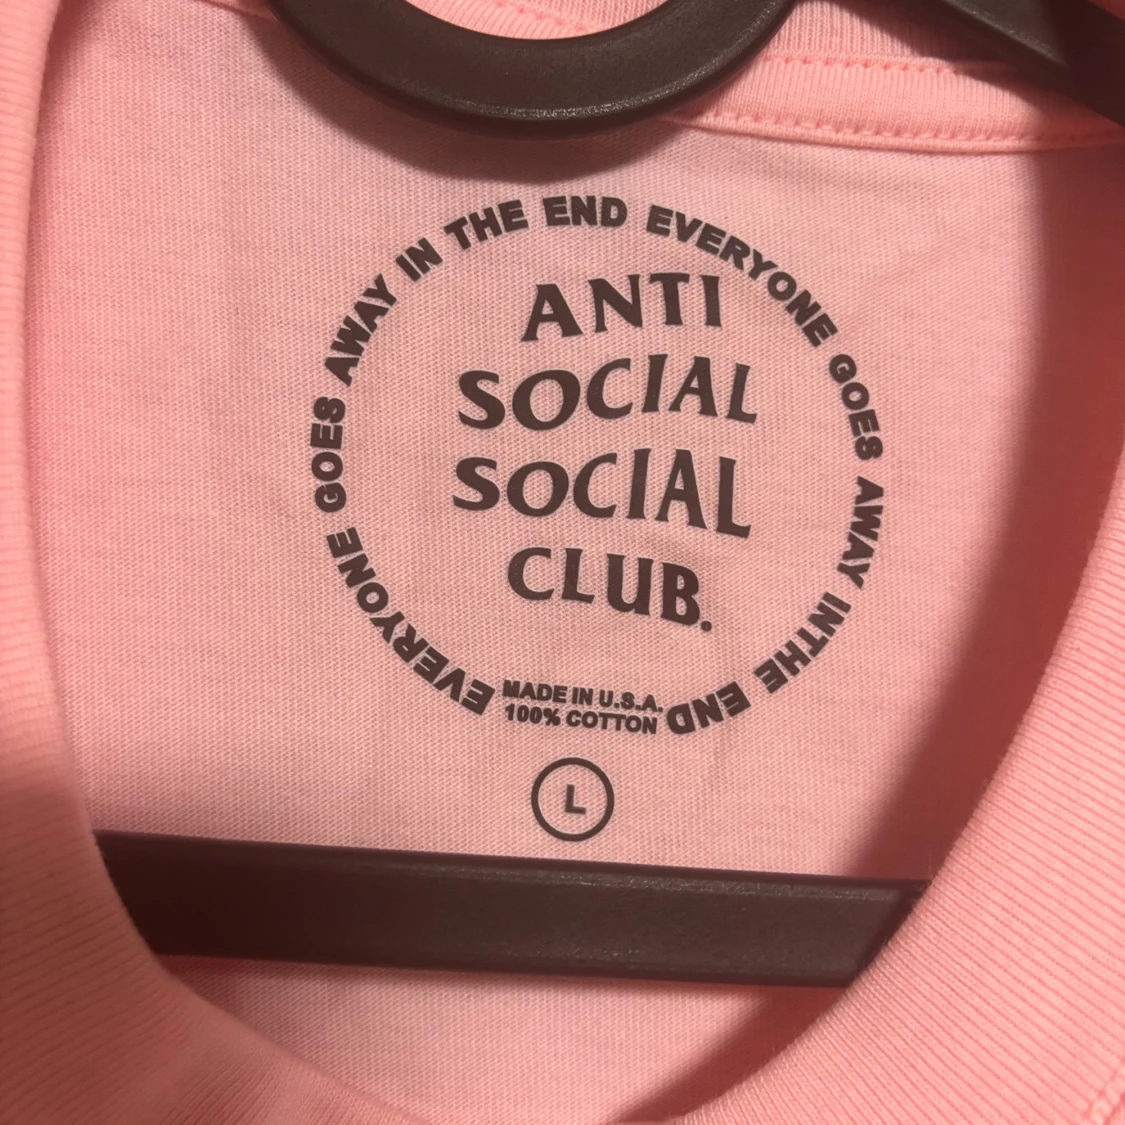 EVERYONE GOES AWAY IN THE END EVERYONE GOES AWAY INTHE END
ANTI
SOCIAL
SOCIAL
CLUB.
MADE IN U.S.A.
100% COTTON
L